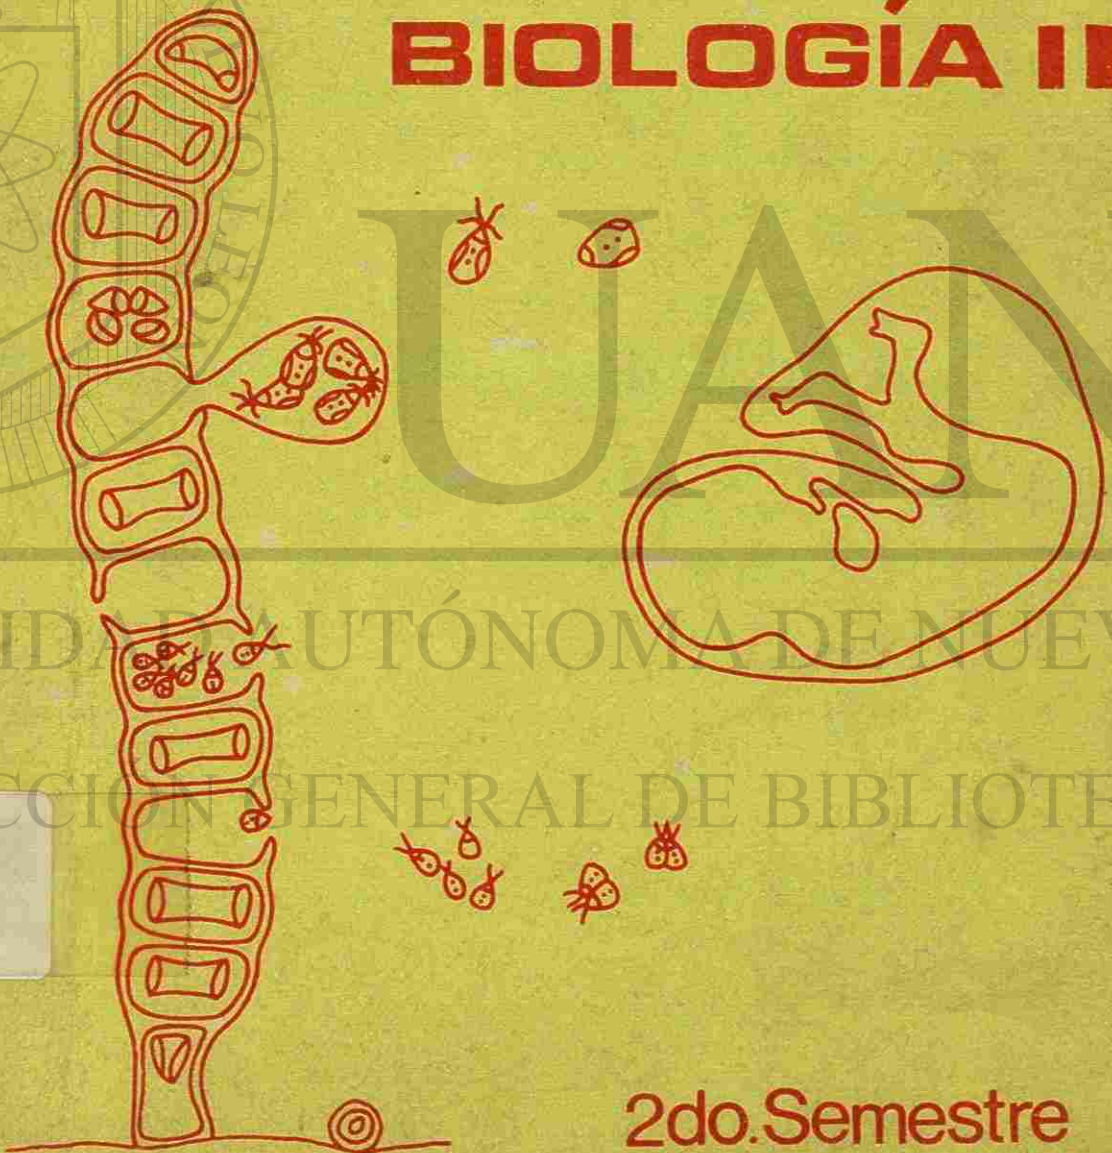 BIOLOGÍA II
UAN
IDAD AUTÓNOMA DE NUEV
CCIÓN GENERAL DE BIBLIOTE
2do.Semestre